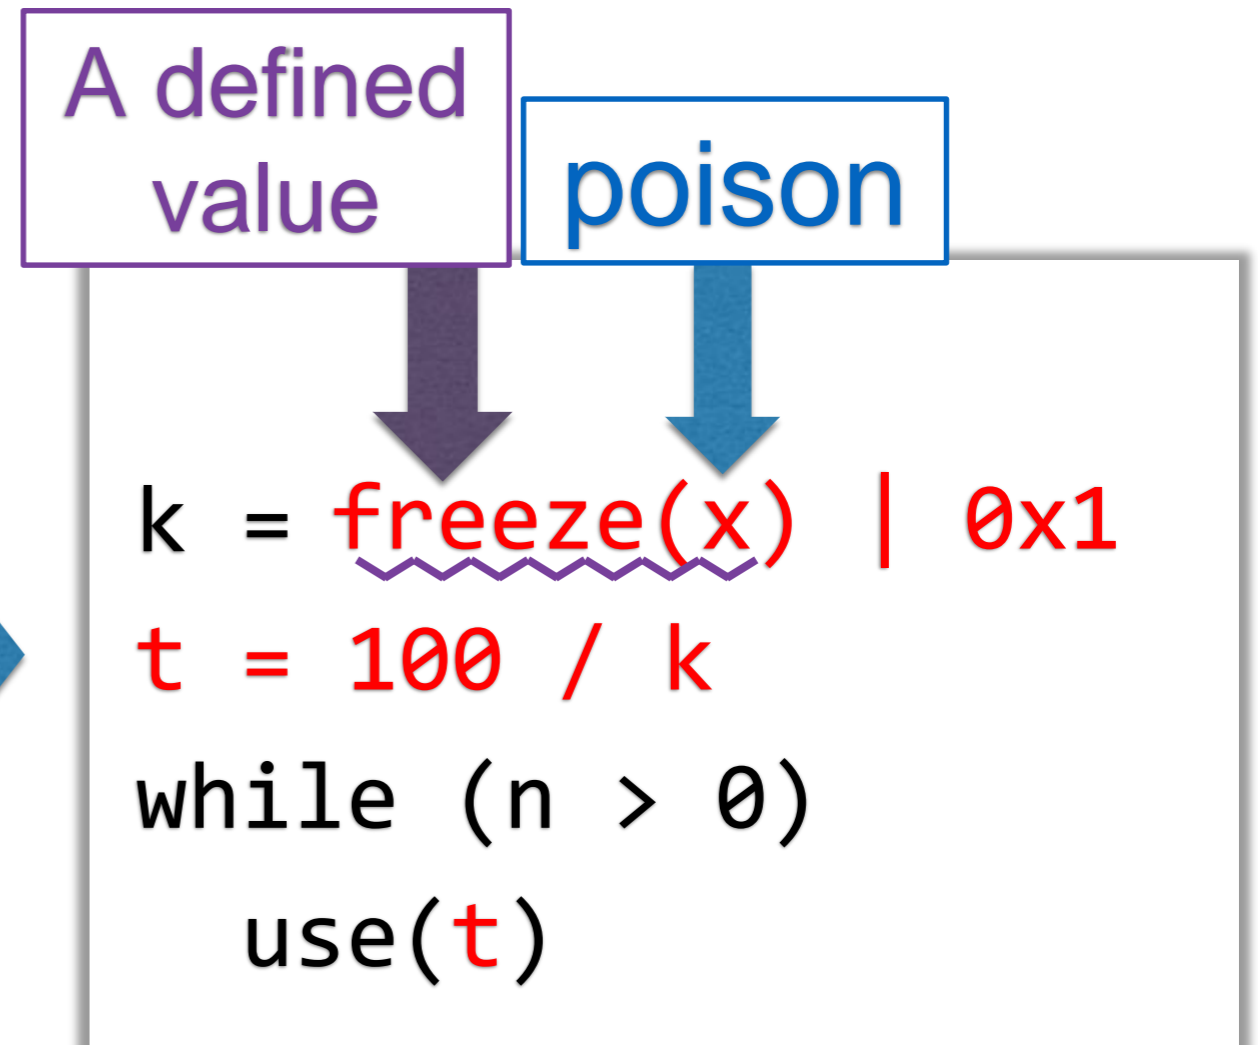 A defined
value
poison
k = freeze(x) | 0x1
t = 100 / k
while (n > 0)
  use(t)